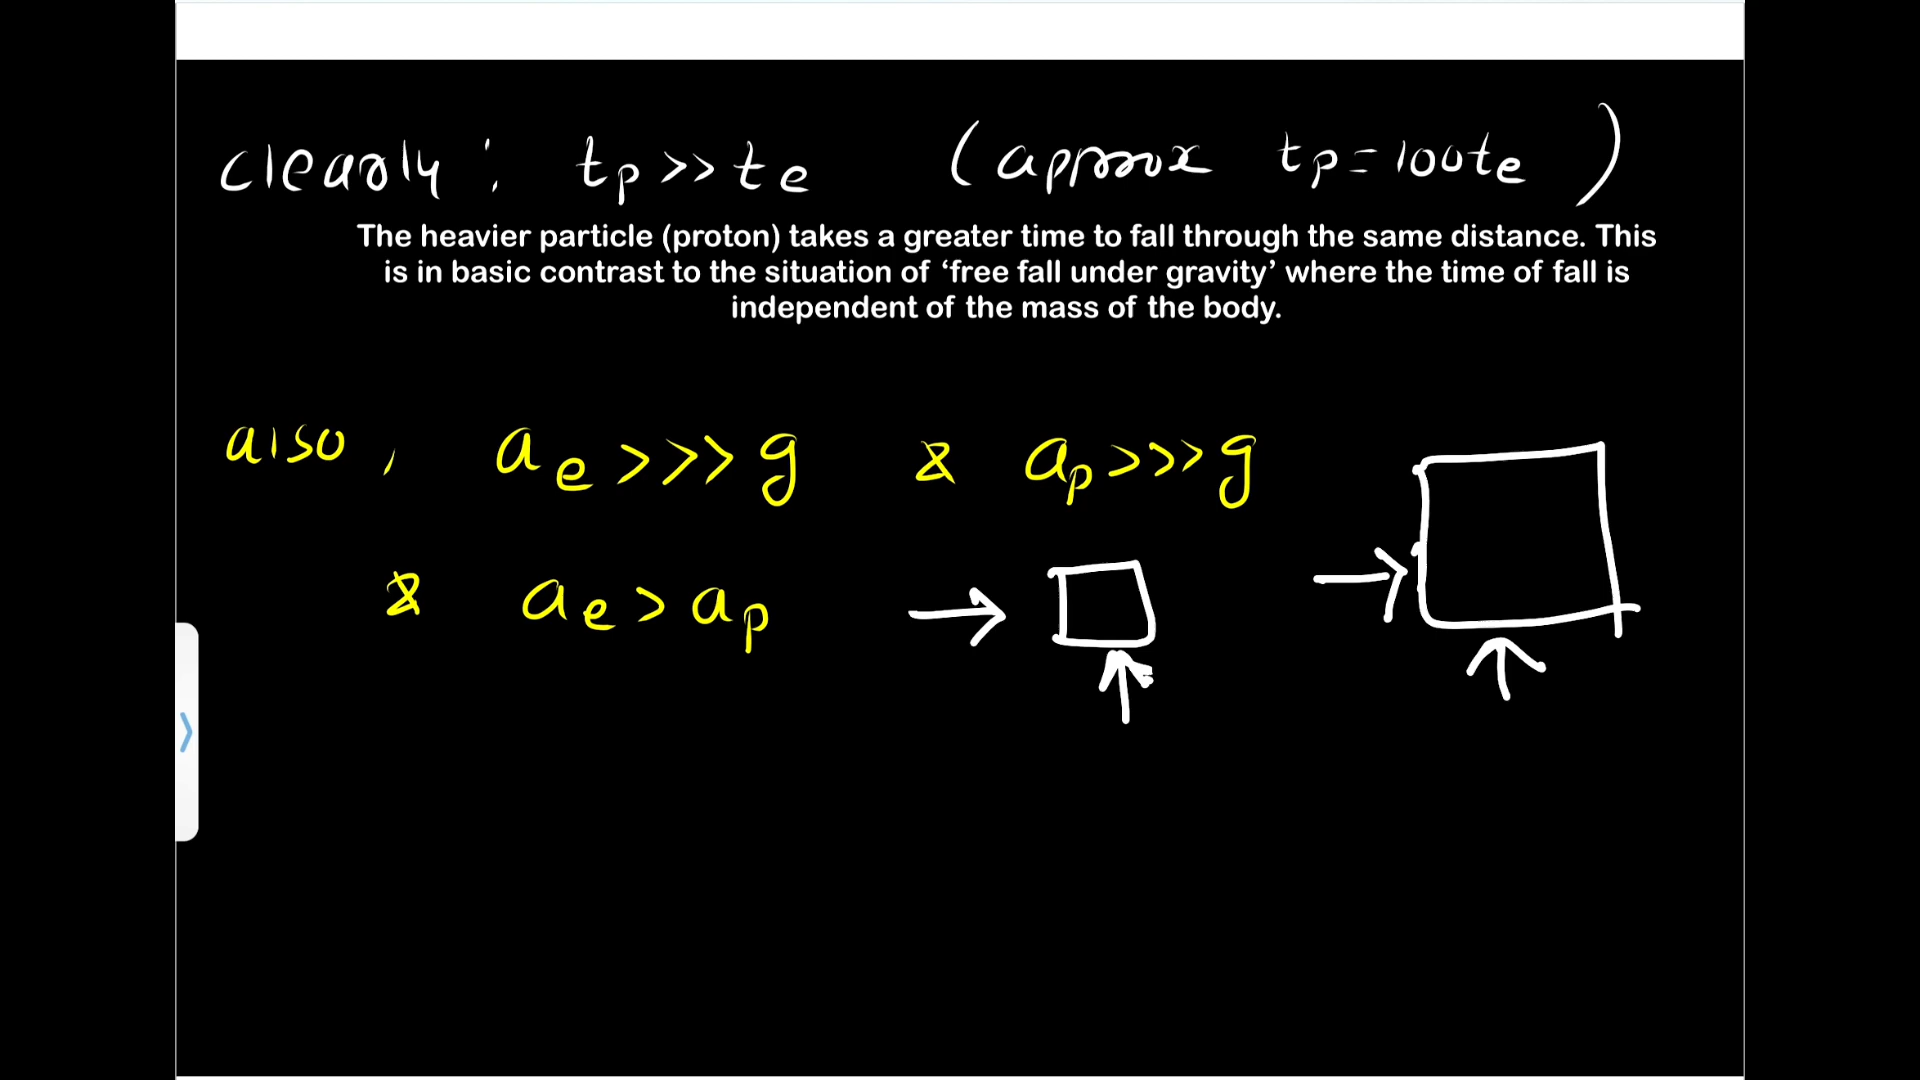 clearly : tp >> te (approx tp = 100te )
The heavier particle (proton) takes a greater time to fall through the same distance. This
is in basic contrast to the situation of ‘free fall under gravity’ where the time of fall is
independent of the mass of the body.
also , ae >>> g & ap >>> g
& ae > ap